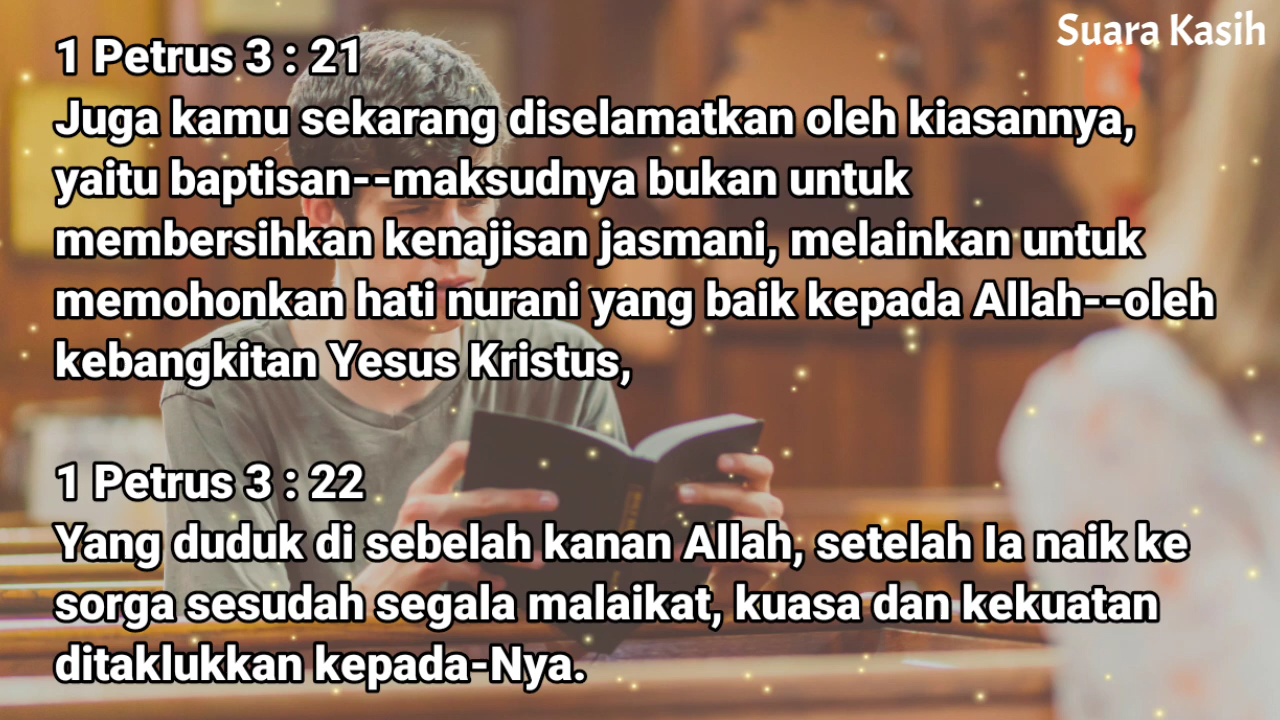 Suara Kasih
1 Petrus 3 : 21
Juga kamu sekarang diselamatkan oleh kiasannya,
yaitu baptisan--maksudnya bukan untuk
membersihkan kenajisan jasmani, melainkan untuk
memohonkan hati nurani yang baik kepada Allah--oleh
kebangkitan Yesus Kristus,
1 Petrus 3 : 22
Yang duduk di sebelah kanan Allah, setelah Ia naik ke
sorga sesudah segala malaikat, kuasa dan kekuatan
ditaklukkan kepada-Nya.